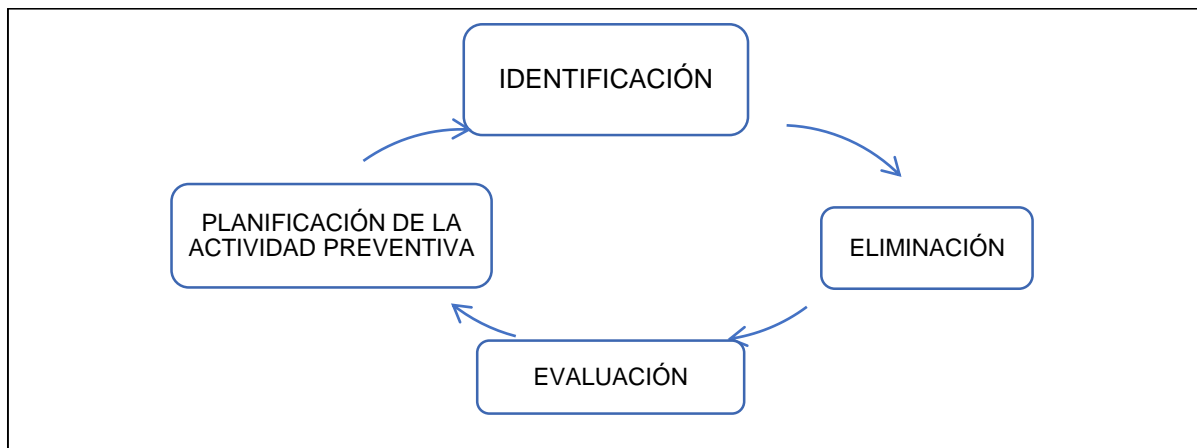 IDENTIFICACIÓN
PLANIFICACIÓN DE LA
ACTIVIDAD PREVENTIVA
ELIMINACIÓN
EVALUACIÓN